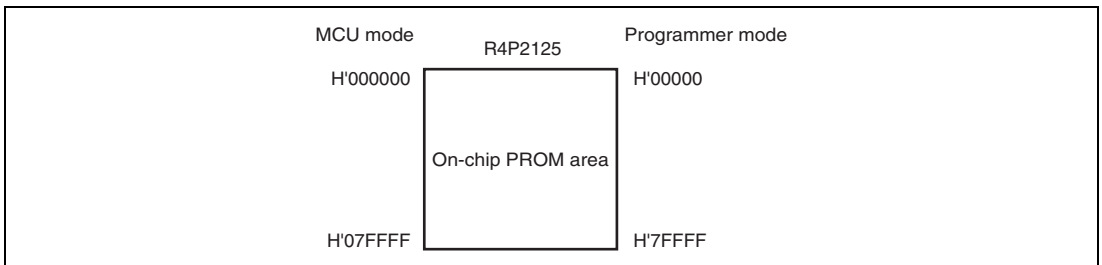 MCU mode
R4P2125
Programmer mode
H'000000
H'00000
On-chip PROM area
H'07FFFF
H'7FFFF